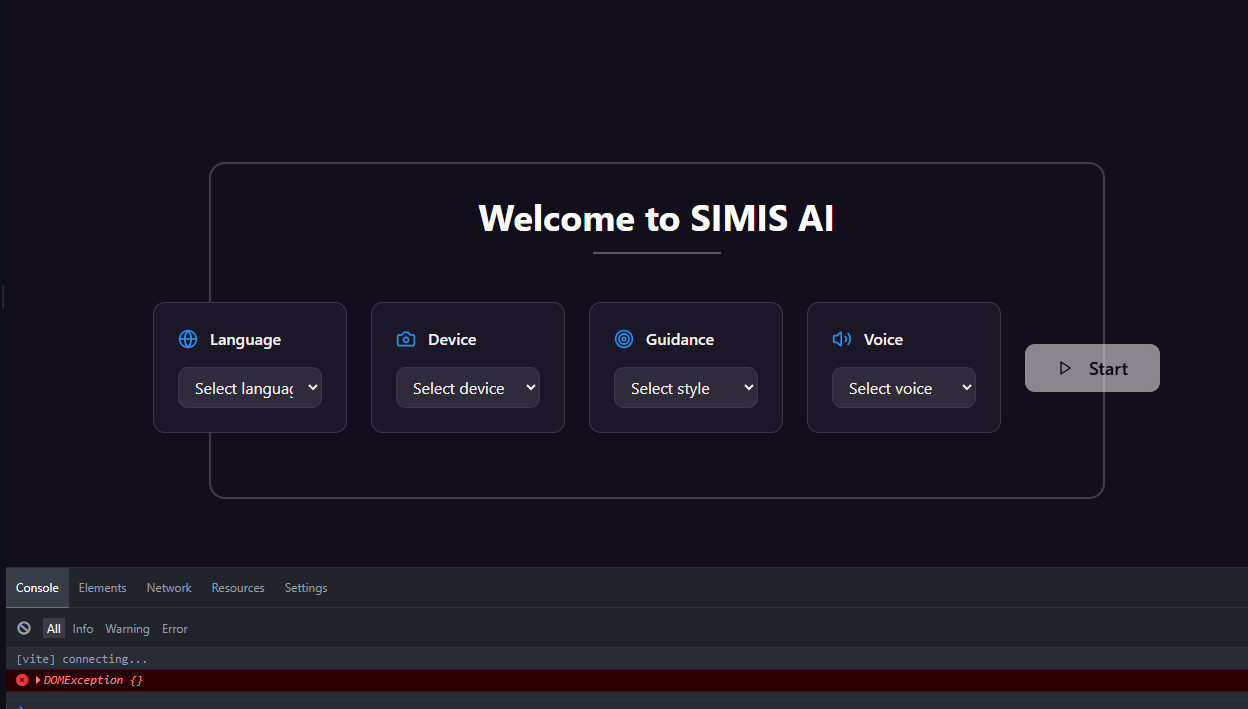 Welcome to SIMIS AI
Language
Select languag
Device
Select device
Guidance
Select style
Voice
Select voice
Start
Console Elements Network Resources Settings
All Info Warning Error
[vite] connecting...
DOMException {}